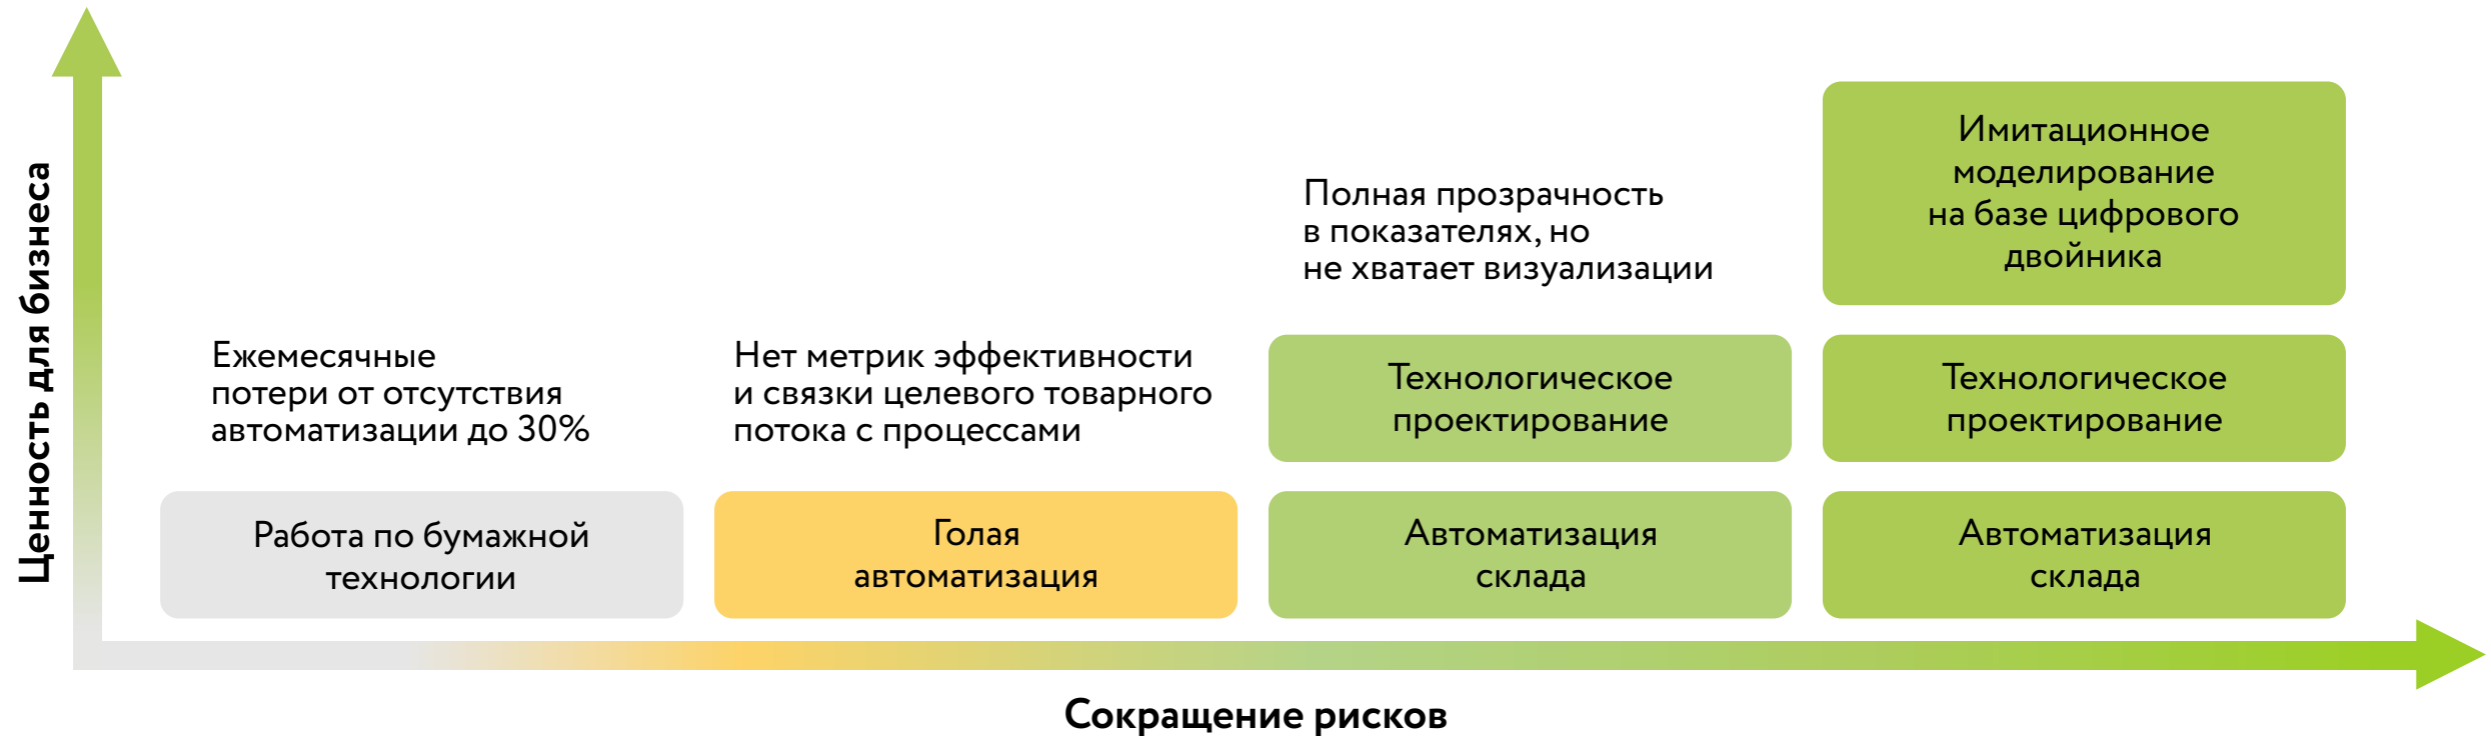 Ценность для бизнеса
Ежемесячные
потери от отсутствия
автоматизации до 30%
Работа по бумажной
технологии
Нет метрик эффективности
и связки целевого товарного
потока с процессами
Голая
автоматизация
Полная прозрачность
в показателях, но
не хватает визуализации
Технологическое
проектирование
Автоматизация
склада
Имитационное
моделирование
на базе цифрового
двойника
Технологическое
проектирование
Автоматизация
склада
Сокращение рисков